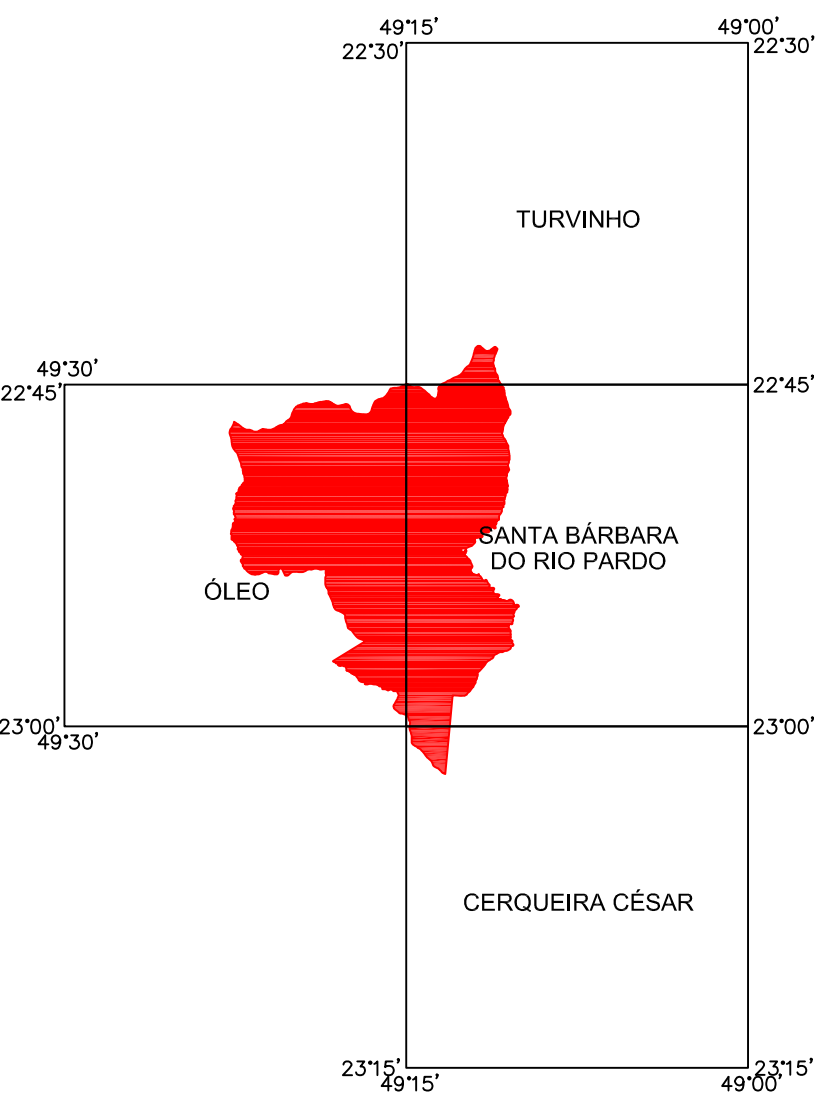 49°15'
49°00'
22°30'
22°30'
TURVINHO
49°30'
22°45'
22°45'
SANTA BÁRBARA
DO RIO PARDO
ÓLEO
23°00'
49°30'
23°00'
CERQUEIRA CÉSAR
23°15'
49°15'
23°15'
49°00'